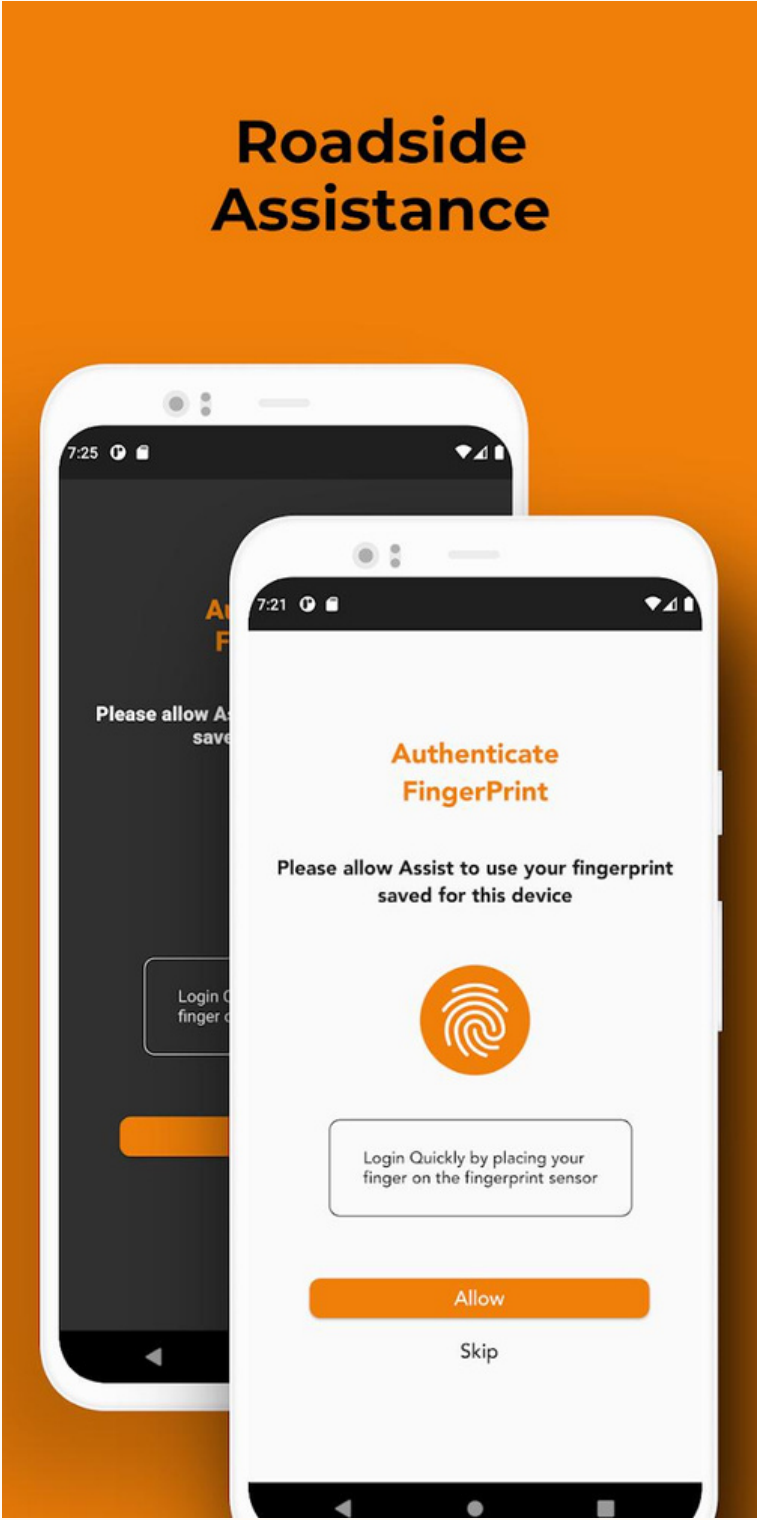 Roadside
Assistance
7:25
Please allow
save
Login
finger
7:21
Authenticate
FingerPrint
Please allow Assist to use your fingerprint
saved for this device
Login Quickly by placing your
finger on the fingerprint sensor
Allow
Skip